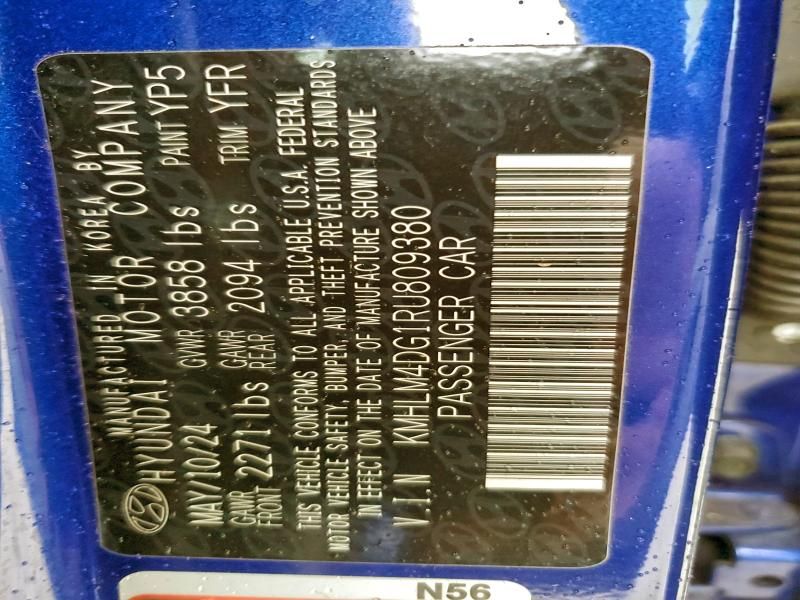 MANUFACTURED IN KOREA BY
HYUNDAI MOTOR COMPANY
MAY/10/24 GVWR 3858 lbs PAINT YP5
GAWR FRONT 2271 lbs GAWR REAR 2094 lbs TRIM YFR
THIS VEHICLE CONFORMS TO ALL APPLICABLE U.S.A. FEDERAL
MOTOR VEHICLE SAFETY, BUMPER, AND THEFT PREVENTION STANDARDS
IN EFFECT ON THE DATE OF MANUFACTURE SHOWN ABOVE
V.I.N KMHLM4DG1RU809380
PASSENGER CAR
N56